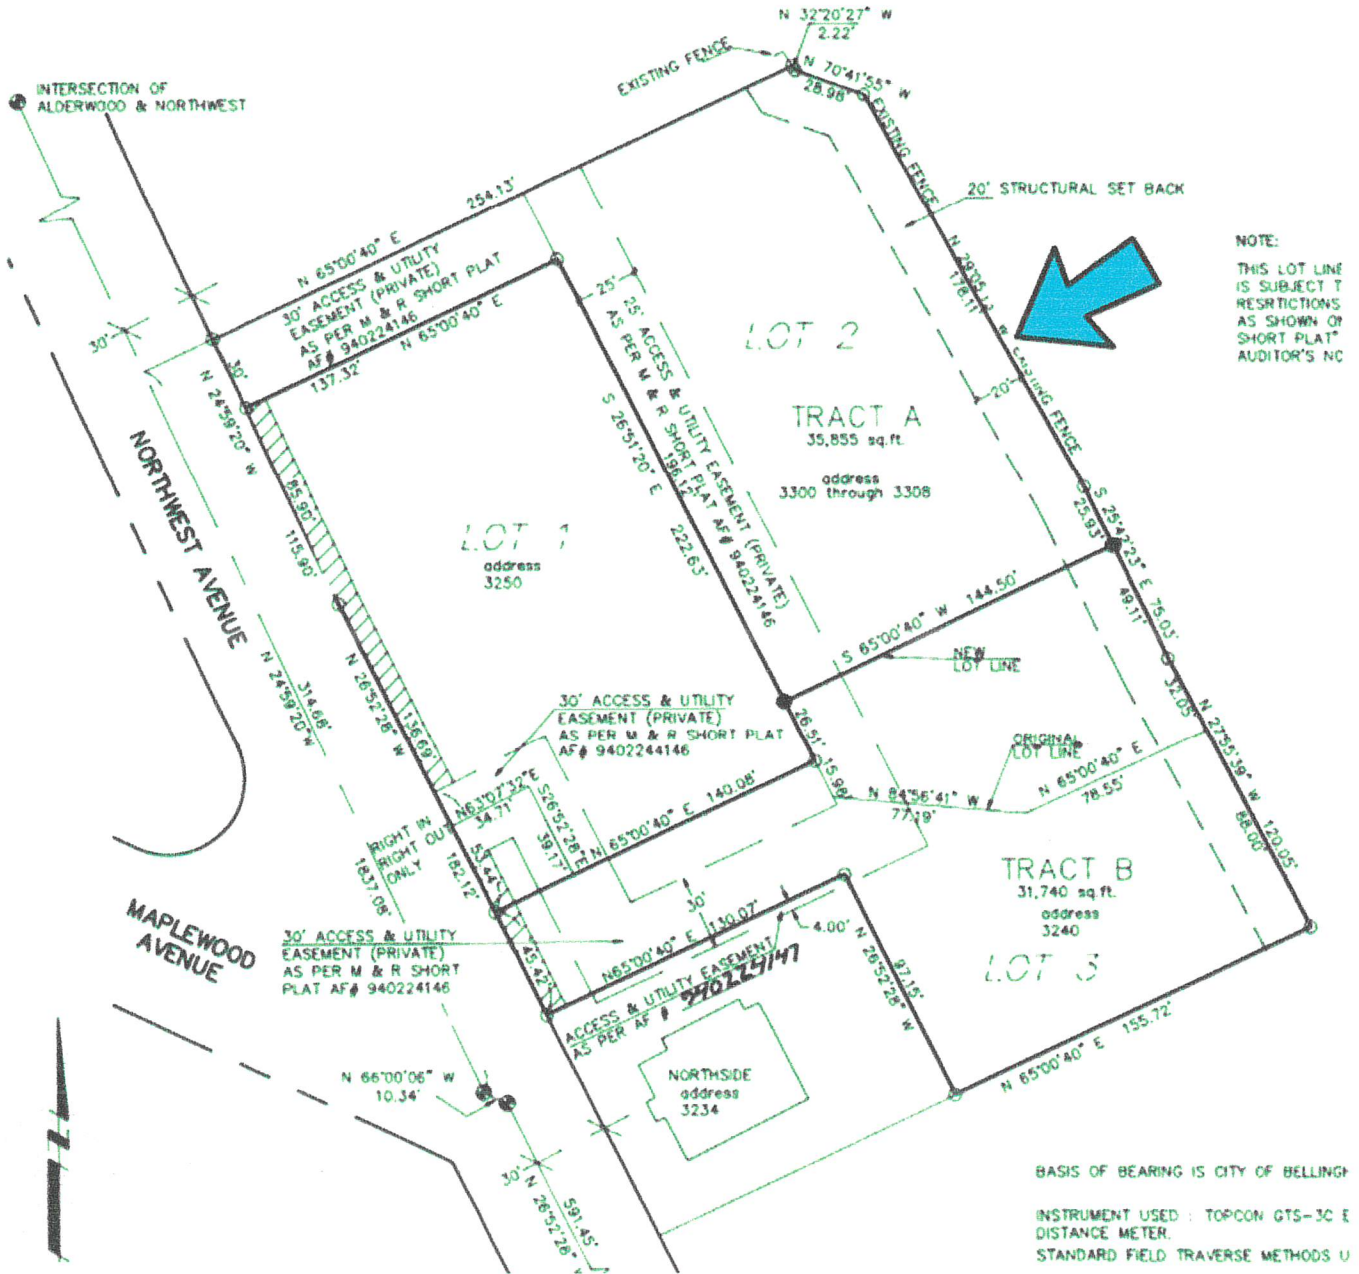 N 32°20'27" W
2.22'
EXISTING FENCE
N 70°41'55" W
28.98'
INTERSECTION OF
ALDERWOOD & NORTHWEST
EXISTING FENCE
20' STRUCTURAL SET BACK
NOTE:
THIS LOT LINE
IS SUBJECT T
RESRTICTIONS
AS SHOWN ON
SHORT PLAT"
AUDITOR'S NO
254.13'
N 65°00'40" E
30' ACCESS & UTILITY
EASEMENT (PRIVATE)
AS PER M & R SHORT PLAT
AF# 940224146
N 65°00'40" E
137.32'
30'
30'
25'
25' ACCESS & UTILITY EASEMENT (PRIVATE)
AS PER M & R SHORT PLAT AF# 940224146
N 29°05'12" W
178.11'
EXISTING FENCE
20'
LOT 2
TRACT A
35,855 sq.ft.
address
3300 through 3308
N 24°59'20" W
NORTHWEST AVENUE
85.90'
115.90'
S 26°51'20" E
196.12'
222.63'
LOT 1
address
3250
S 25°42'23" E 75.03'
25.93'
49.11'
S 65°00'40" W 144.50'
NEW
LOT LINE
N 24°59'20" W
314.68'
N 26°52'28" W 136.69'
30' ACCESS & UTILITY
EASEMENT (PRIVATE)
AS PER M & R SHORT PLAT
AF# 9402244146
26.51'
15.98'
32.05'
ORIGINAL
LOT LINE
N 65°00'40" E
78.55'
N 84°56'41" W
77.19'
N 27°55'39" W 120.05'
88.00'
N63°07'32"E
34.71'
S26°52'28"E
39.17'
N 65°00'40" E 140.08'
RIGHT IN
RIGHT OUT
ONLY
1837.08'
53.44'
182.12'
TRACT B
31,740 sq.ft.
address
3240
LOT 3
MAPLEWOOD
AVENUE
30' ACCESS & UTILITY
EASEMENT (PRIVATE)
AS PER M & R SHORT
PLAT AF# 940224146
30'
N65°00'40" E 130.07'
4.00'
45.42'
ACCESS & UTILITY EASEMENT
AS PER AF # 940224147
N 26°52'28" W
97.15'
N 65°00'40" E 155.72'
NORTHSIDE
address
3234
N 66°00'06" W
10.34'
30'
N 26°52'28" W
591.45'
BASIS OF BEARING IS CITY OF BELLINGH
INSTRUMENT USED : TOPCON GTS-3C E
DISTANCE METER.
STANDARD FIELD TRAVERSE METHODS U